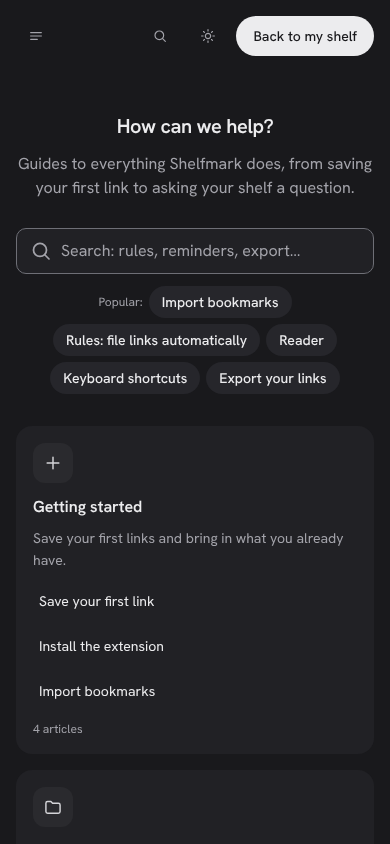 Back to my shelf
How can we help?
Guides to everything Shelfmark does, from saving
your first link to asking your shelf a question.
Search: rules, reminders, export...
Popular: Import bookmarks
Rules: file links automatically Reader
Keyboard shortcuts Export your links
Getting started
Save your first links and bring in what you already
have.
Save your first link
Install the extension
Import bookmarks
4 articles